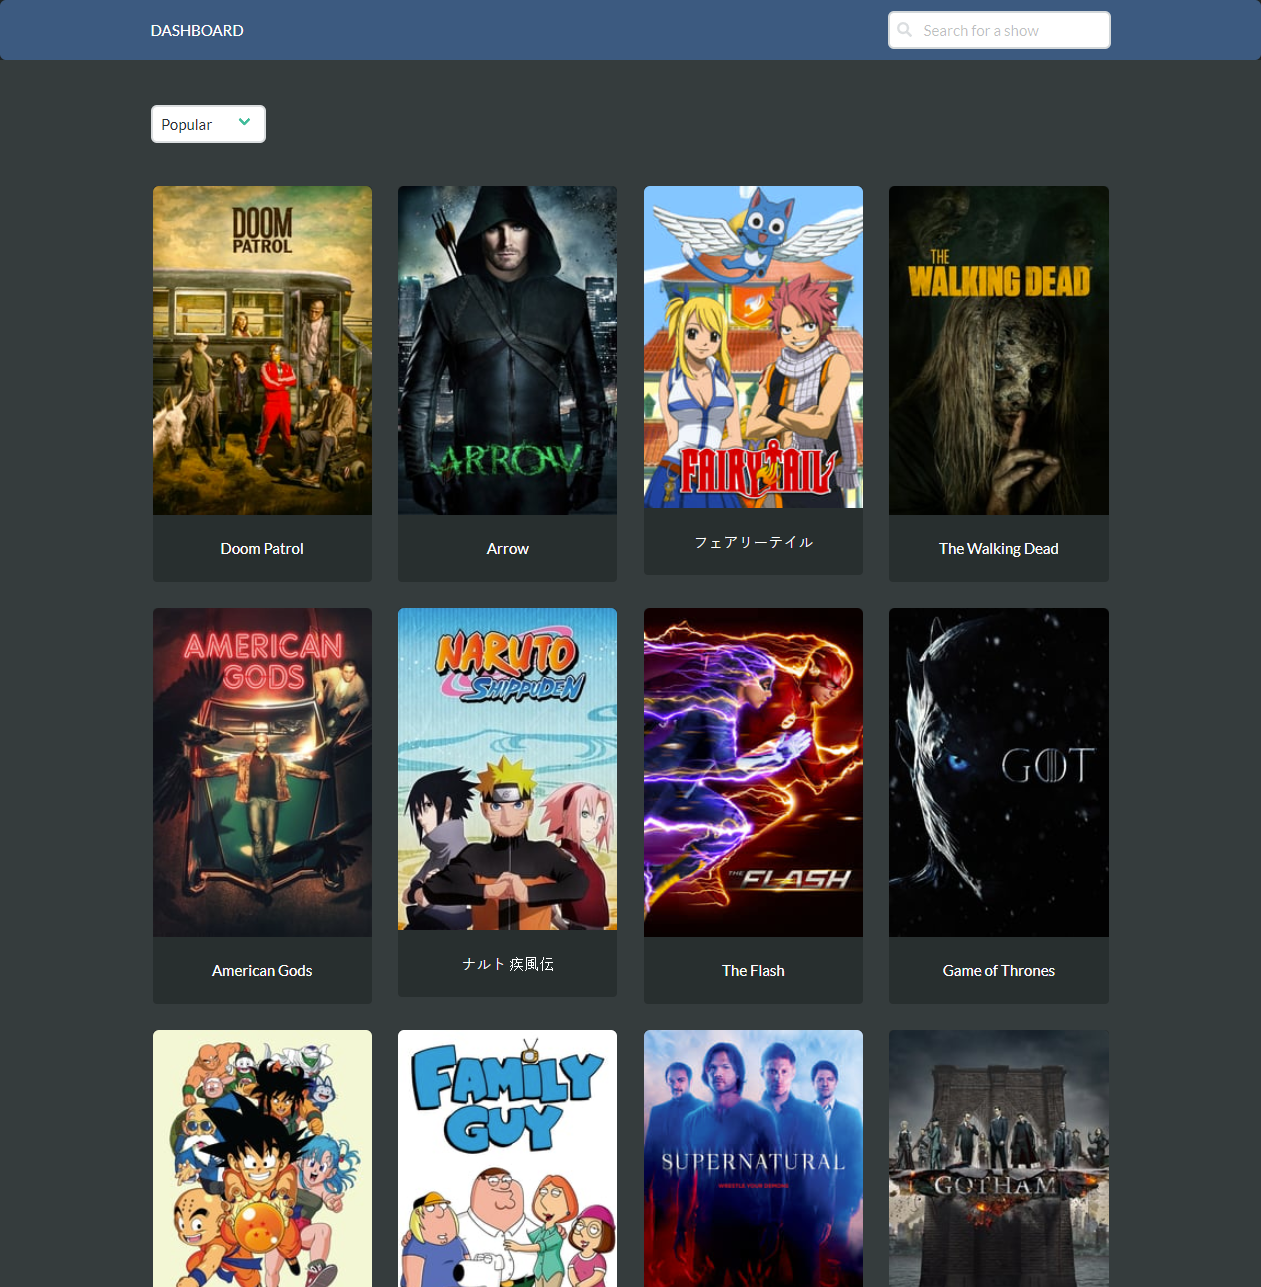 DASHBOARD
Search for a show
Popular
DOOM
PATROL
ARROW
FAIRY TAIL
THE
WALKING DEAD
Doom Patrol
Arrow
フェアリーテイル
The Walking Dead
AMERICAN
GODS
NARUTO
SHIPPUDEN
THE FLASH
GOT
American Gods
ナルト 疾風伝
The Flash
Game of Thrones
FAMILY
GUY
SUPERNATURAL
GOTHAM